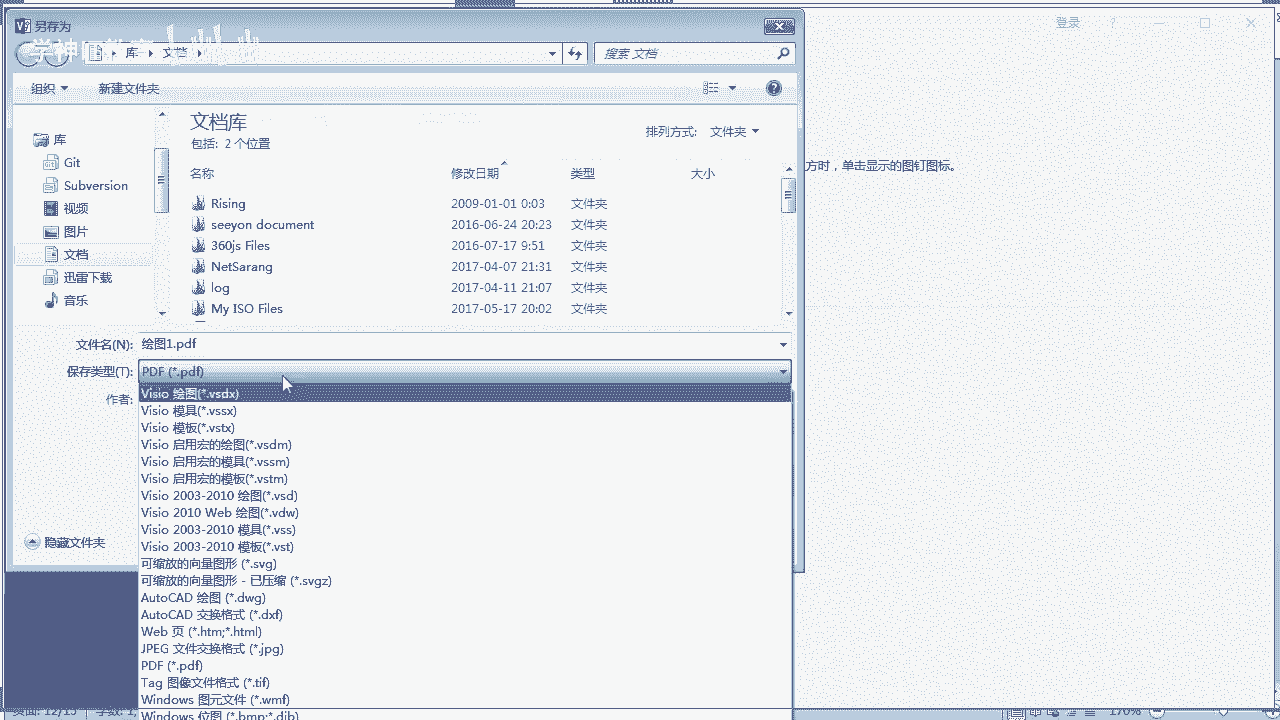 另存为
登录
库 文档
搜索 文档
组织 新建文件夹
库
Git
Subversion
视频
图片
文档
迅雷下载
音乐
文档库
包括: 2 个位置
排列方式: 文件夹
名称 修改日期 类型 大小
Rising 2009-01-01 0:03 文件夹
seeyon document 2016-06-24 20:23 文件夹
360js Files 2016-07-17 9:51 文件夹
NetSarang 2017-04-07 21:31 文件夹
log 2017-04-11 21:07 文件夹
My ISO Files 2017-05-17 20:02 文件夹
方时，单击显示的图钉图标。
文件名(N): 绘图1.pdf
保存类型(T): PDF (*.pdf)
作者:
Visio 绘图(*.vsdx)
Visio 模具(*.vssx)
Visio 模板(*.vstx)
Visio 启用宏的绘图(*.vsdm)
Visio 启用宏的模具(*.vssm)
Visio 启用宏的模板(*.vstm)
Visio 2003-2010 绘图(*.vsd)
Visio 2010 Web 绘图(*.vdw)
Visio 2003-2010 模具(*.vss)
Visio 2003-2010 模板(*.vst)
可缩放的向量图形 (*.svg)
可缩放的向量图形 - 已压缩 (*.svgz)
AutoCAD 绘图 (*.dwg)
AutoCAD 交换格式 (*.dxf)
Web 页 (*.htm;*.html)
JPEG 文件交换格式 (*.jpg)
PDF (*.pdf)
Tag 图像文件格式 (*.tif)
Windows 图元文件 (*.wmf)
Windows 位图 (*.bmp;*.dib)
隐藏文件夹
170%